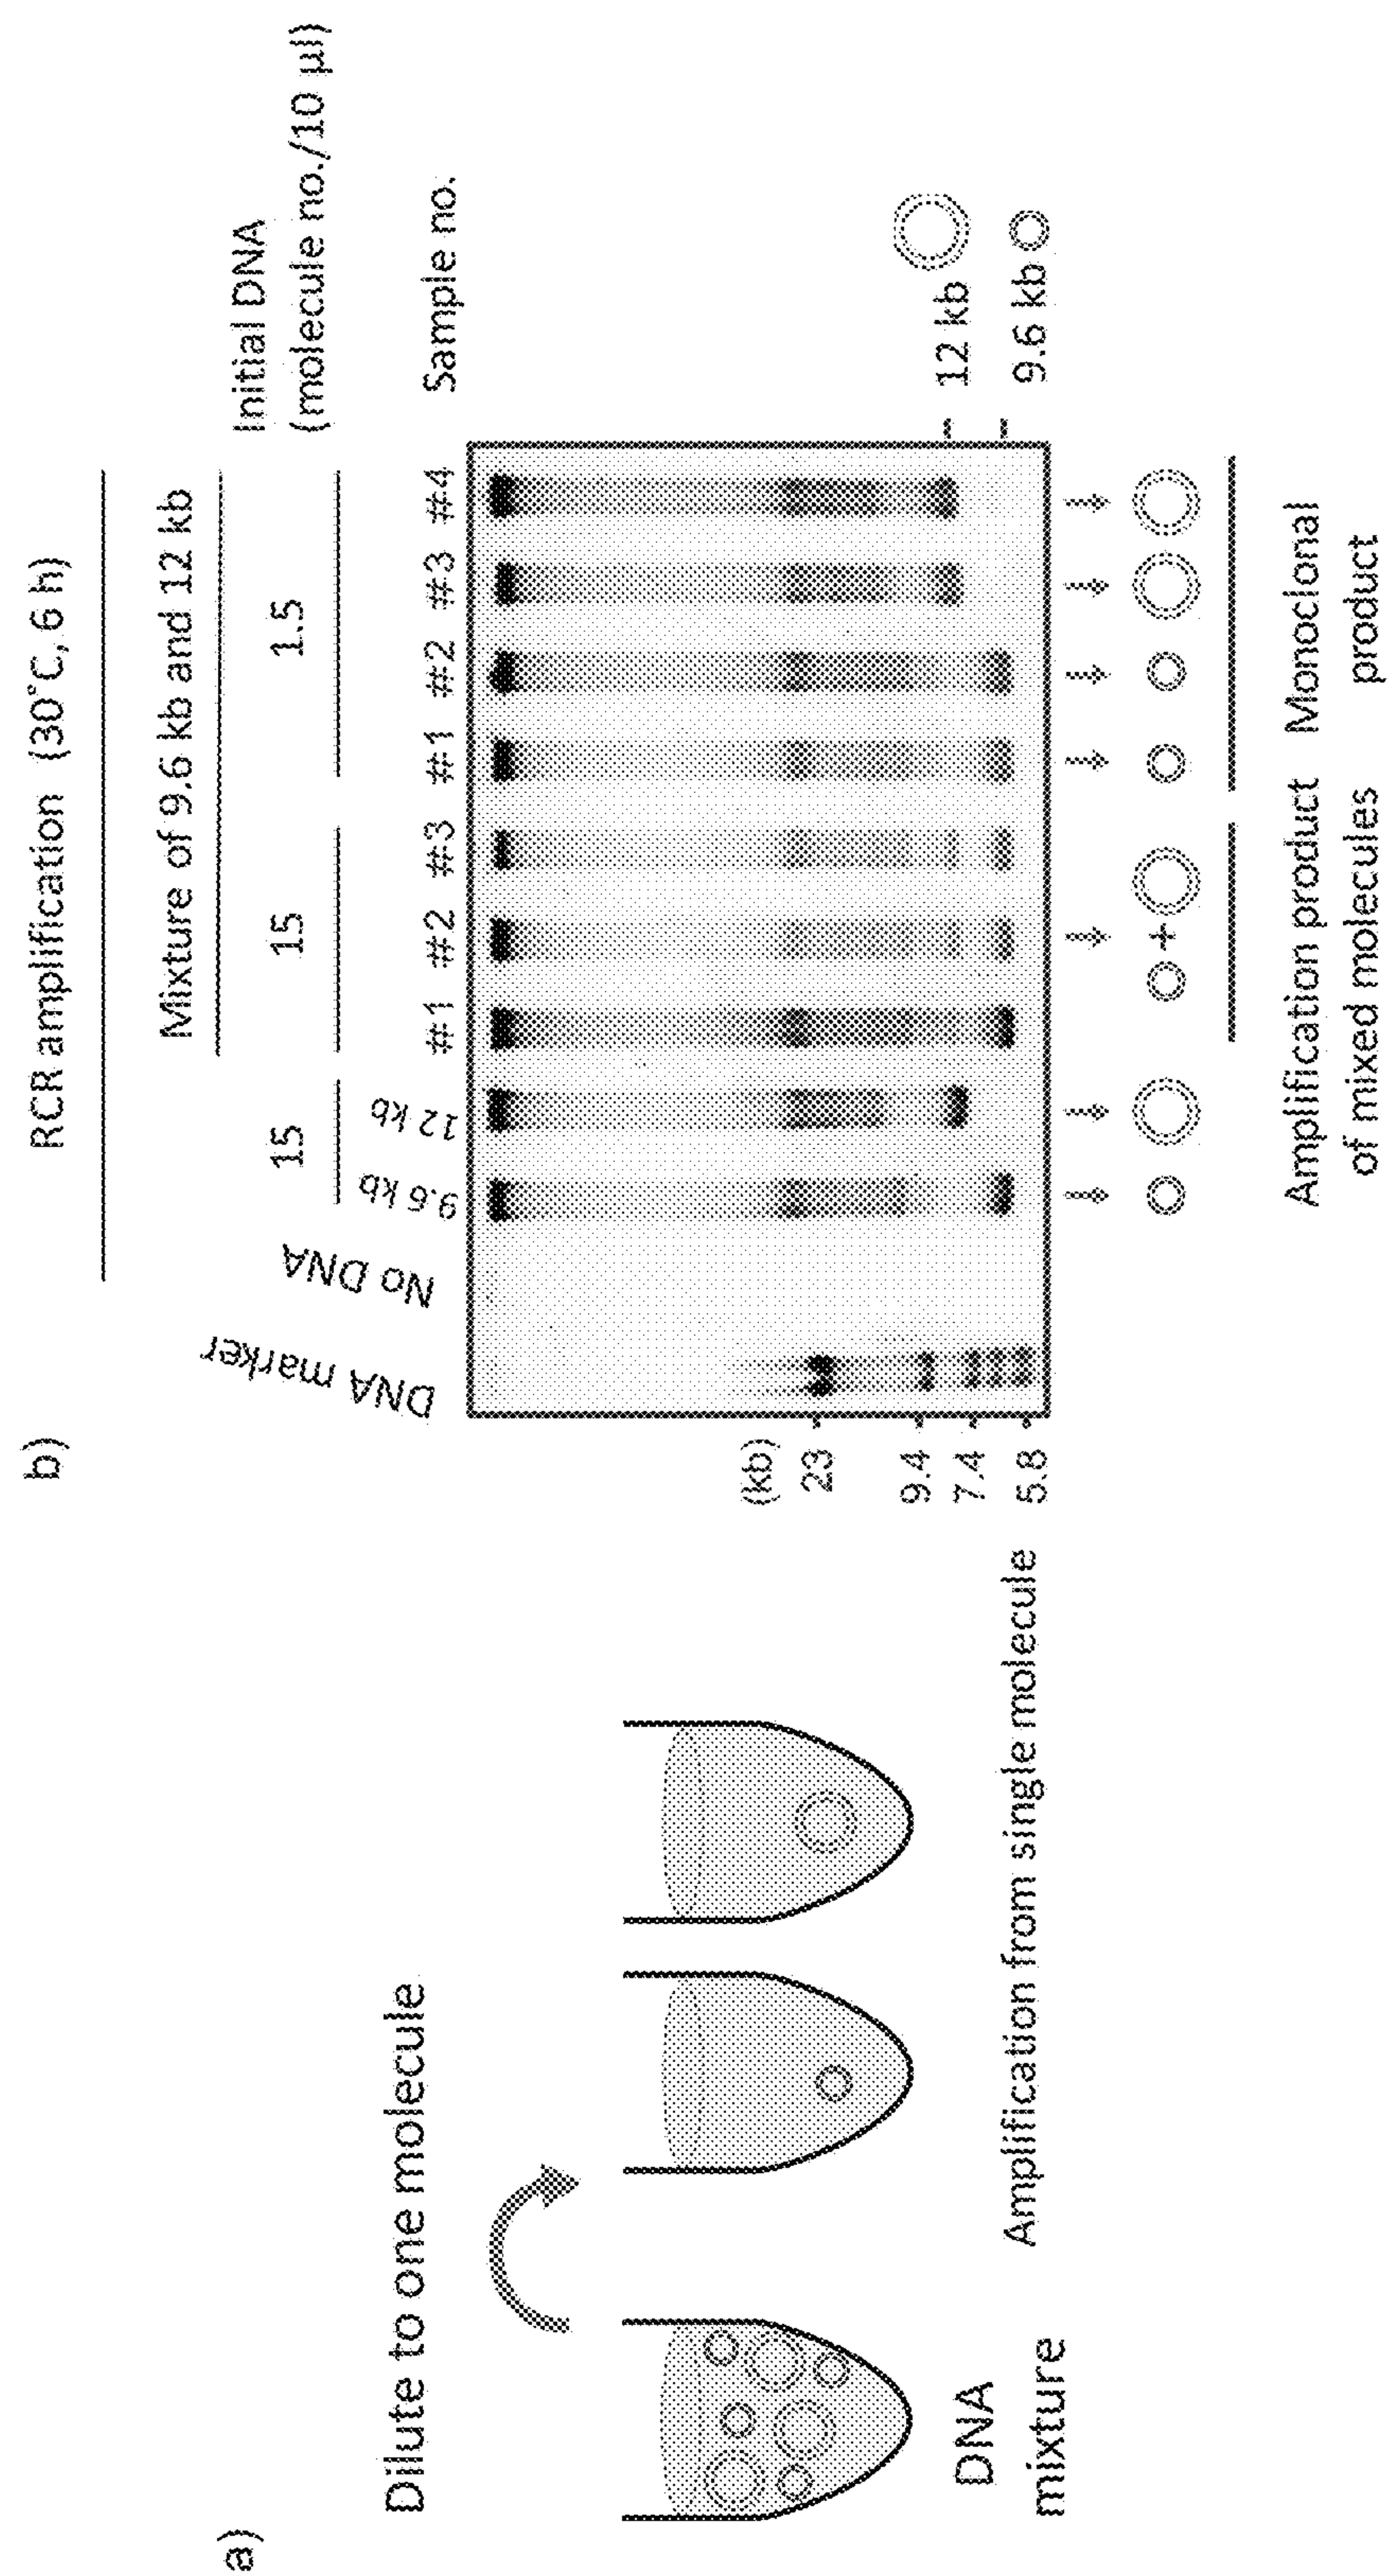 a)
Dilute to one molecule
DNA
mixture
Amplification from single molecule
b)
RCR amplification (30˚C, 6 h)
Mixture of 9.6 kb and 12 kb
15
15
1.5
Initial DNA
(molecule no./10 µl)
DNA marker
No DNA
9.6 kb
12 kb
#1
#2
#3
#1
#2
#3
#4
Sample no.
(kb)
23
9.4
7.4
5.8
12 kb
9.6 kb
+
Amplification product
of mixed molecules
Monoclonal
product